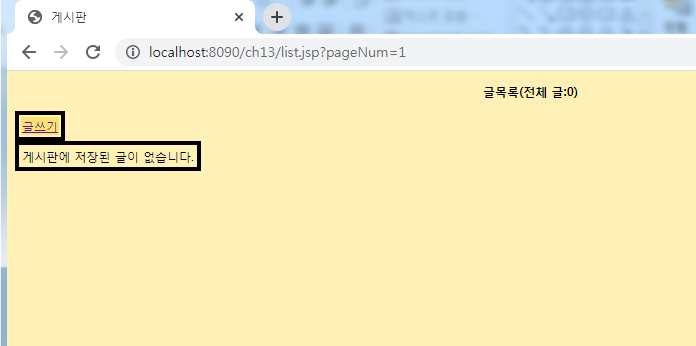 게시판
localhost:8090/ch13/list.jsp?pageNum=1
글목록(전체 글:0)
글쓰기
게시판에 저장된 글이 없습니다.